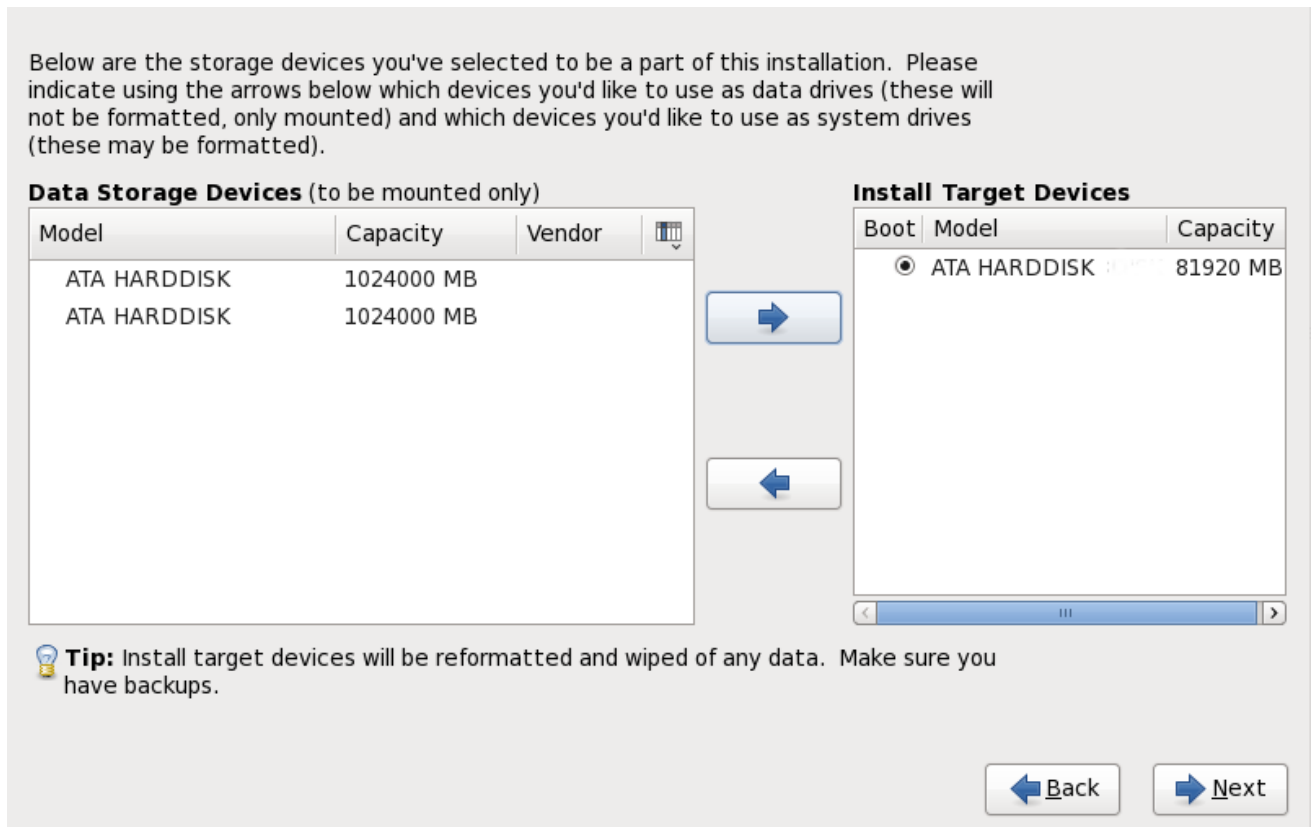 Below are the storage devices you've selected to be a part of this installation.  Please
indicate using the arrows below which devices you'd like to use as data drives (these will
not be formatted, only mounted) and which devices you'd like to use as system drives
(these may be formatted).
Data Storage Devices (to be mounted only)
Model Capacity Vendor
ATA HARDDISK 1024000 MB
ATA HARDDISK 1024000 MB
Install Target Devices
Boot Model Capacity
ATA HARDDISK 81920 MB
Tip: Install target devices will be reformatted and wiped of any data.  Make sure you
have backups.
Back Next